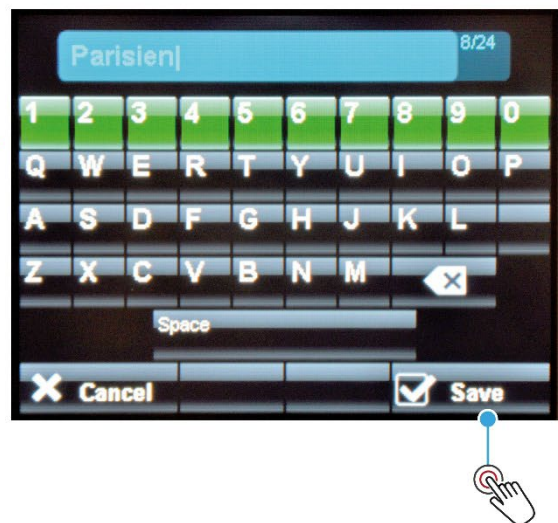 Parisien
8/24
1 2 3 4 5 6 7 8 9 0
Q W E R T Y U I O P
A S D F G H J K L
Z X C V B N M
Space
Cancel Save